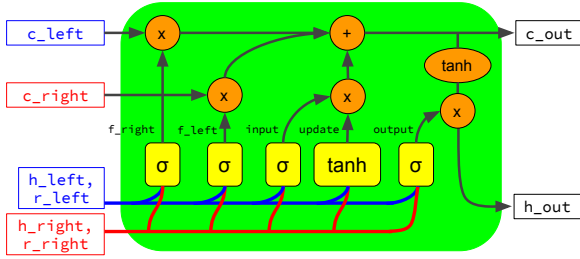 c_left
x
+
c_out
tanh
c_right
x
x
x
f_right
f_left
input
update
output
σ
σ
σ
tanh
σ
h_left,
r_left
h_out
h_right,
r_right